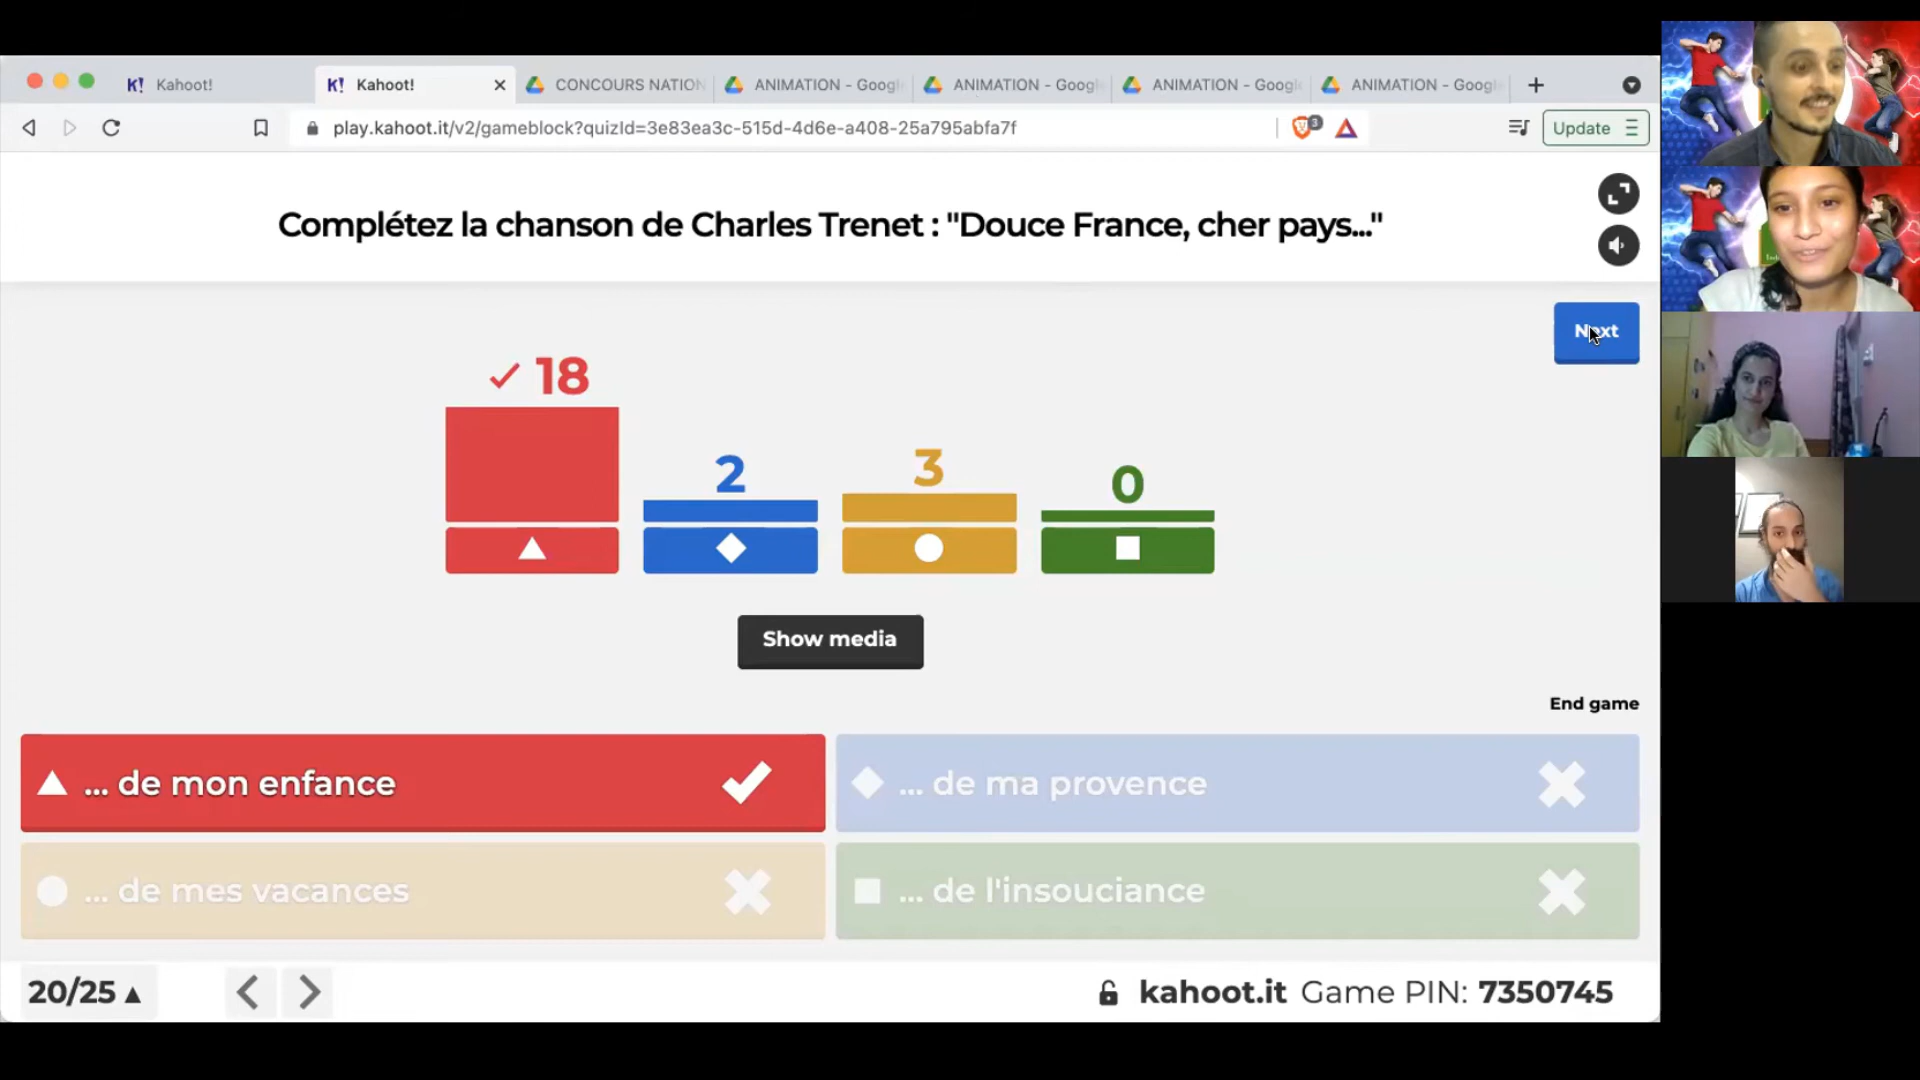 K! Kahoot!
K! Kahoot!
CONCOURS NATION
ANIMATION - Googl
ANIMATION - Googl
ANIMATION - Googl
ANIMATION - Googl
play.kahoot.it/v2/gameblock?quizId=3e83ea3c-515d-4d6e-a408-25a795abfa7f
3
Update
Complétez la chanson de Charles Trenet : "Douce France, cher pays..."
Next
18
2
3
0
Show media
End game
... de mon enfance
... de ma provence
... de mes vacances
... de l'insouciance
20/25
kahoot.it Game PIN: 7350745